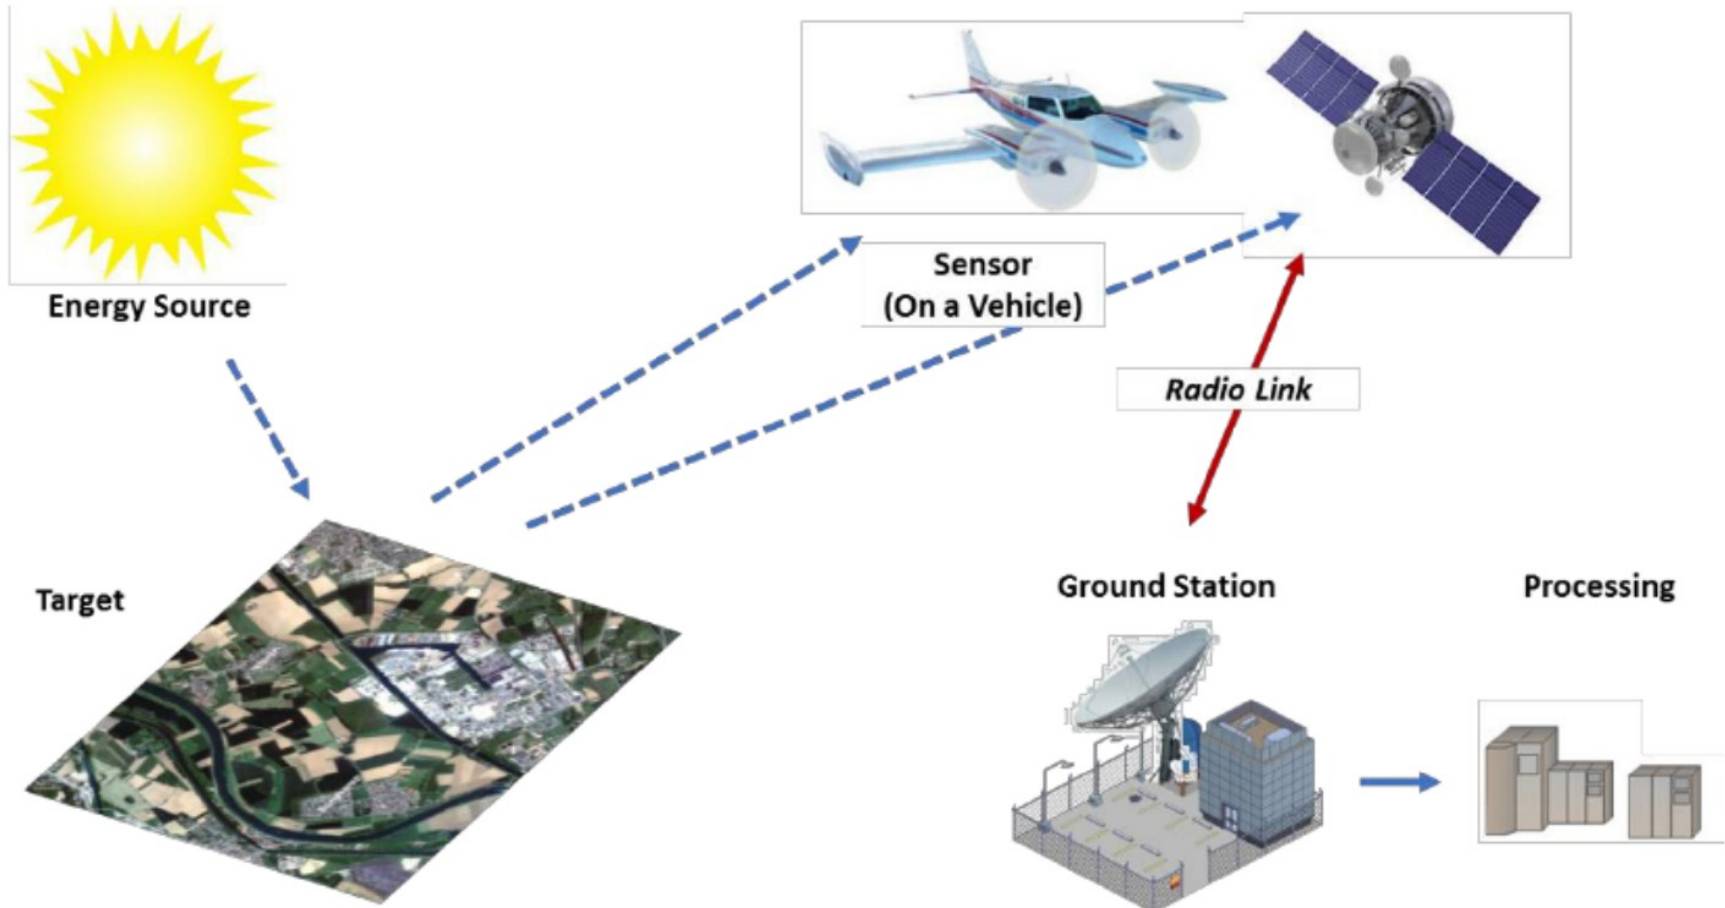 Energy Source
Sensor
(On a Vehicle)
Radio Link
Target
Ground Station
Processing